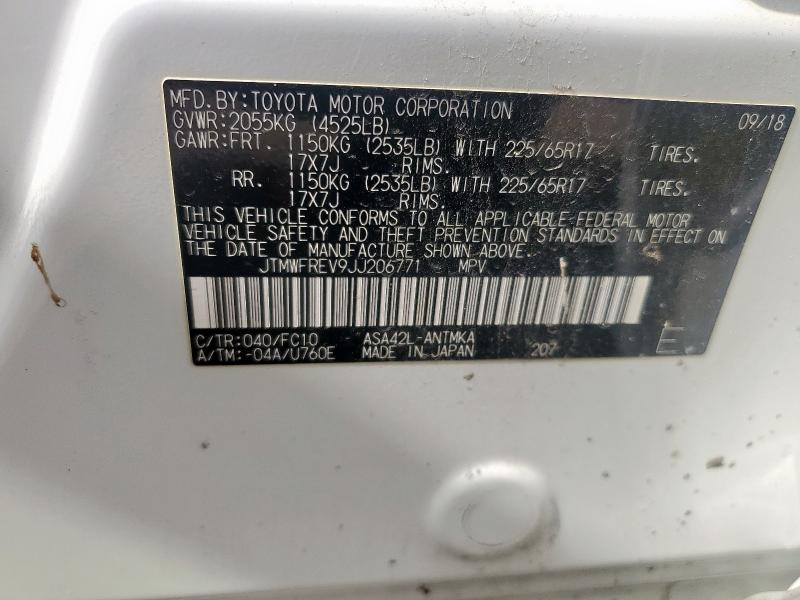 MFD.BY:TOYOTA MOTOR CORPORATION 09/18
GVWR:2055KG (4525LB)
GAWR:FRT. 1150KG (2535LB) WITH 225/65R17 TIRES.
17X7J RIMS.
RR. 1150KG (2535LB) WITH 225/65R17 TIRES.
17X7J RIMS.
THIS VEHICLE CONFORMS TO ALL APPLICABLE FEDERAL MOTOR
VEHICLE SAFETY AND THEFT PREVENTION STANDARDS IN EFFECT ON
THE DATE OF MANUFACTURE SHOWN ABOVE.
JTMWFREV9JJ206771 MPV
C/TR:040/FC10 ASA42L-ANTMKA
A/TM:-04A/U760E MADE IN JAPAN 207 E